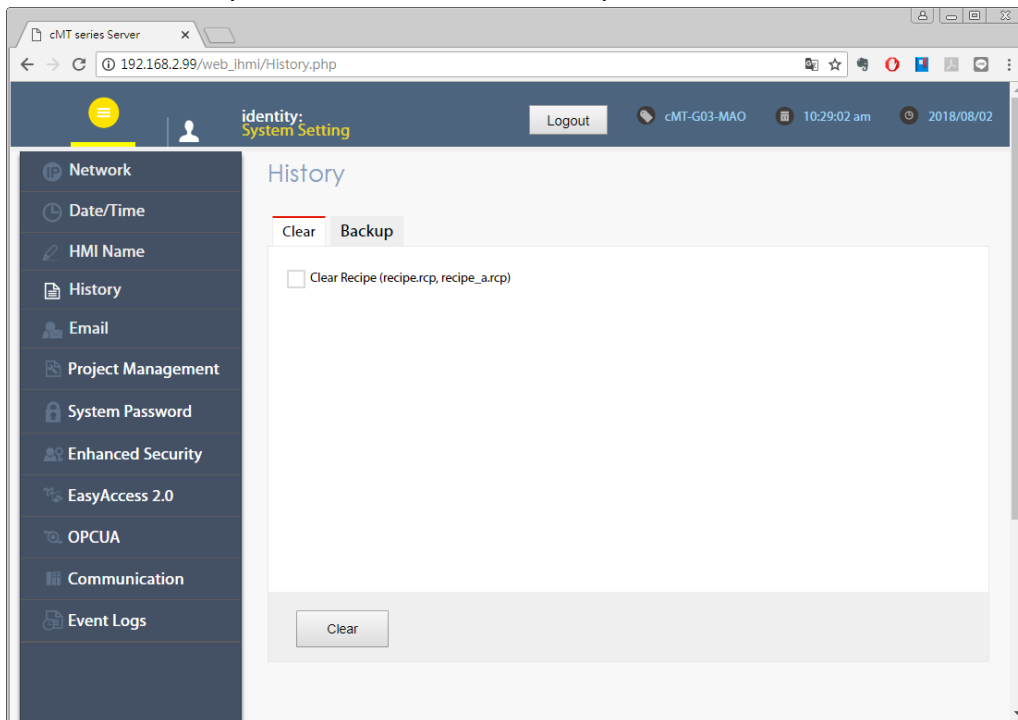 cMT series Server
192.168.2.99/web_ihmi/History.php
identity:
System Setting
Logout
cMT-G03-MAO
10:29:02 am
2018/08/02
IP Network
Date/Time
HMI Name
History
Email
Project Management
System Password
Enhanced Security
EasyAccess 2.0
OPCUA
Communication
Event Logs
History
Clear
Backup
Clear Recipe (recipe.rcp, recipe_a.rcp)
Clear